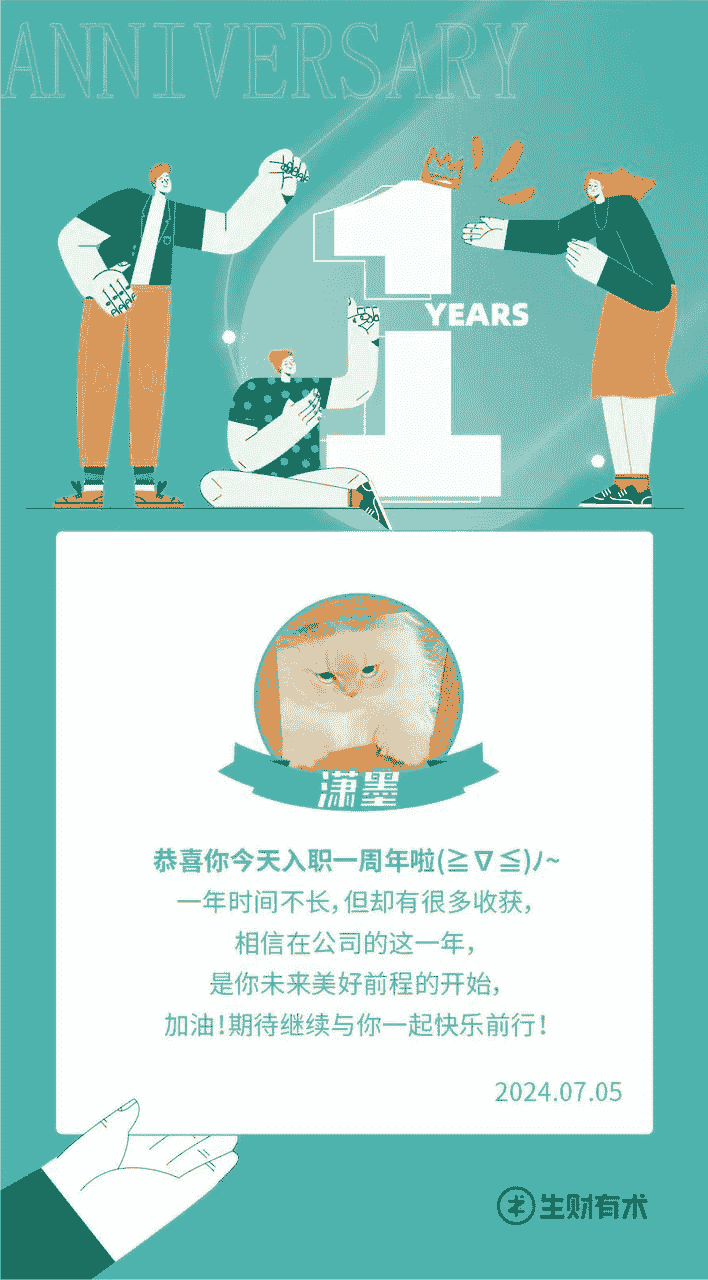 ANNIVERSARY
1
YEARS
潇墨
恭喜你今天入职一周年啦(≧∇≦)ﾉ~
一年时间不长,但却有很多收获,
相信在公司的这一年,
是你未来美好前程的开始,
加油!期待继续与你一起快乐前行!
2024.07.05
生财有术